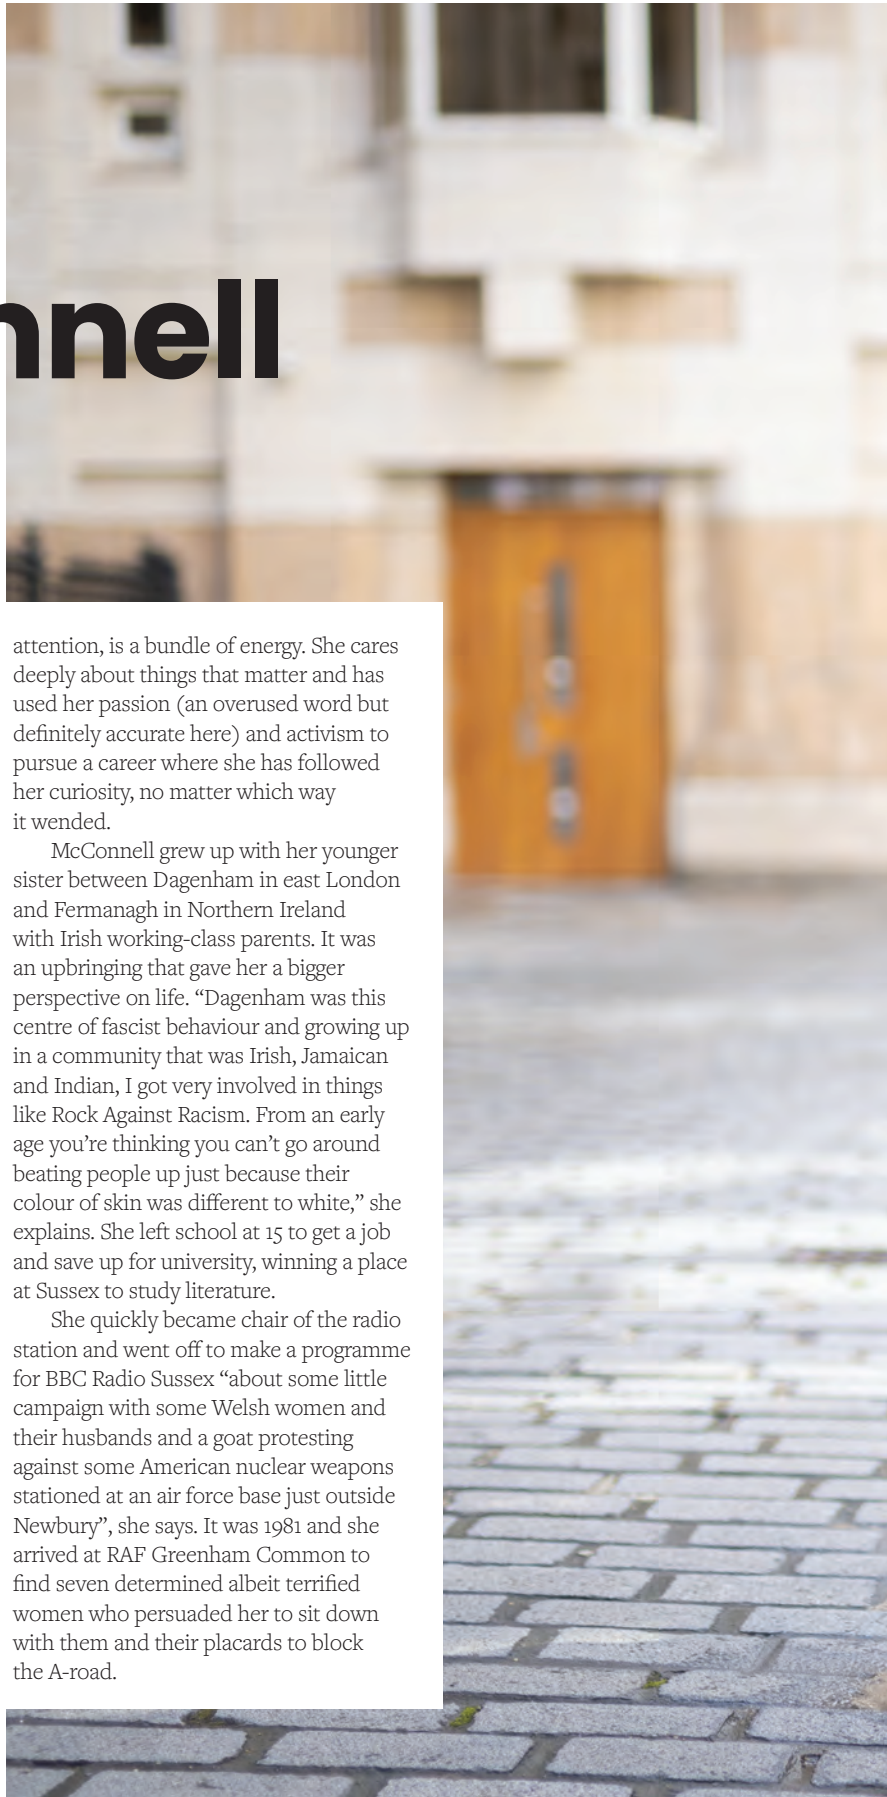 nnell
attention, is a bundle of energy. She cares
deeply about things that matter and has
used her passion (an overused word but
definitely accurate here) and activism to
pursue a career where she has followed
her curiosity, no matter which way
it wended.
McConnell grew up with her younger
sister between Dagenham in east London
and Fermanagh in Northern Ireland
with Irish working-class parents. It was
an upbringing that gave her a bigger
perspective on life. “Dagenham was this
centre of fascist behaviour and growing up
in a community that was Irish, Jamaican
and Indian, I got very involved in things
like Rock Against Racism. From an early
age you’re thinking you can’t go around
beating people up just because their
colour of skin was different to white,” she
explains. She left school at 15 to get a job
and save up for university, winning a place
at Sussex to study literature.
She quickly became chair of the radio
station and went off to make a programme
for BBC Radio Sussex “about some little
campaign with some Welsh women and
their husbands and a goat protesting
against some American nuclear weapons
stationed at an air force base just outside
Newbury”, she says. It was 1981 and she
arrived at RAF Greenham Common to
find seven determined albeit terrified
women who persuaded her to sit down
with them and their placards to block
the A-road.